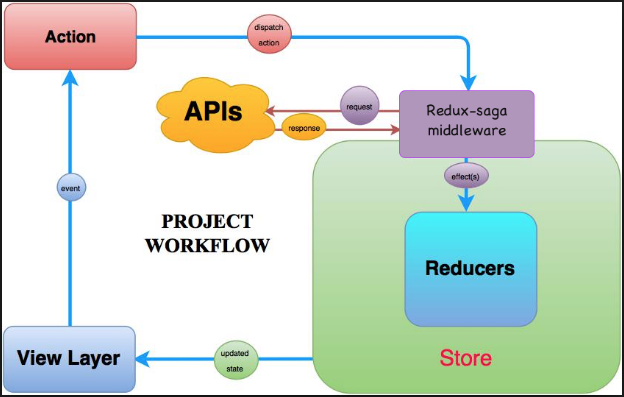 Action
dispatch
action
APIs
request
response
Redux-saga
middleware
effect(s)
event
PROJECT
WORKFLOW
Reducers
View Layer
updated
state
Store